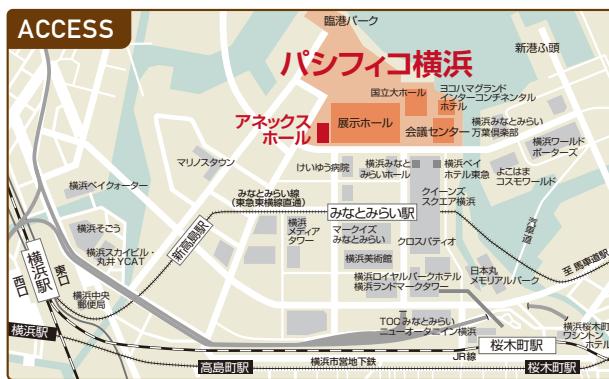 ACCESS
臨港パーク
新港ふ頭
パシフィコ横浜
国立大ホール
ヨコハマグランド
インターコンチネンタル
ホテル
アネックス
ホール
展示ホール
会議センター
横浜みなとみらい
万葉倶楽部
横浜ワールド
ポーターズ
マリノスタウン
けいゆう病院
横浜みなと
みらいホール
横浜ベイ
ホテル東急
よこはま
コスモワールド
横浜ベイクォーター
みなとみらい線
(東急東横線直通)
みなとみらい駅
クイーンズ
スクエア横浜
汽車道
横浜そごう
新高島駅
横浜
メディア
タワー
マークイズ
みなとみらい
クロスパティオ
横浜スカイビル・
丸井YCAT
横浜美術館
至 馬車道駅
横浜駅
東口
西口
横浜中央
郵便局
横浜ロイヤルパークホテル
横浜ランドマークタワー
日本丸
メモリアルパーク
TOCみなとみらい
ニューオータニイン横浜
横浜桜木町
ワシントン
ホテル
横浜駅
JR線
桜木町駅
高島町駅
横浜市営地下鉄
桜木町駅